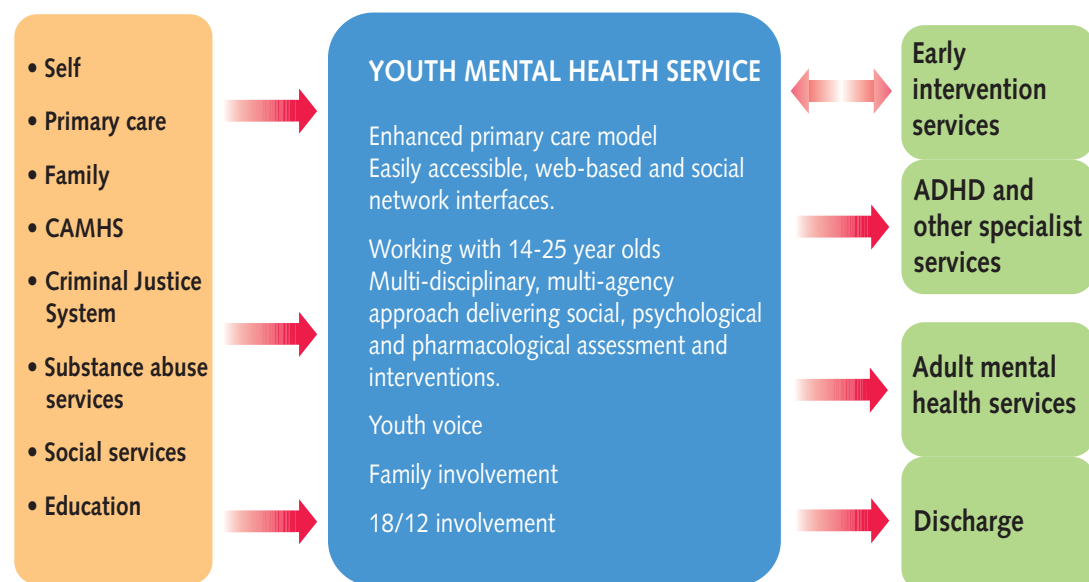 • Self
• Primary care
• Family
• CAMHS
• Criminal Justice
System
• Substance abuse
services
• Social services
• Education
YOUTH MENTAL HEALTH SERVICE
Enhanced primary care model
Easily accessible, web-based and social
network interfaces.
Working with 14-25 year olds
Multi-disciplinary, multi-agency
approach delivering social, psychological
and pharmacological assessment and
interventions.
Youth voice
Family involvement
18/12 involvement
Early
intervention
services
ADHD and
other specialist
services
Adult mental
health services
Discharge